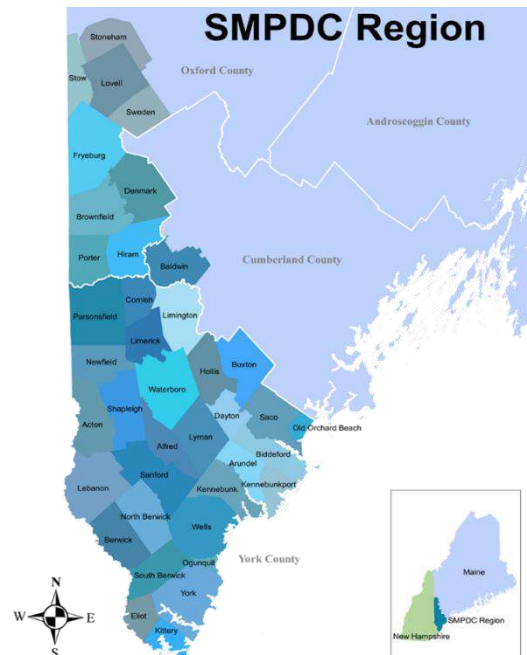 SMPDC Region
Stoneham
Oxford County
Stow
Lovell
Sweden
Androscoggin County
Fryeburg
Denmark
Brownfield
Porter
Hiram
Baldwin
Cumberland County
Cornish
Parsonsfield
Limington
Limerick
Newfield
Hollis
Buxton
Waterboro
Shapleigh
Dayton
Saco
Acton
Old Orchard Beach
Lyman
Alfred
Biddeford
Arundel
Sanford
Kennebunkport
Lebanon
Kennebunk
North Berwick
Wells
Berwick
Ogunquit
York County
South Berwick
York
Eliot
Kittery
N
W
E
S
Maine
SMPDC Region
New Hampshire